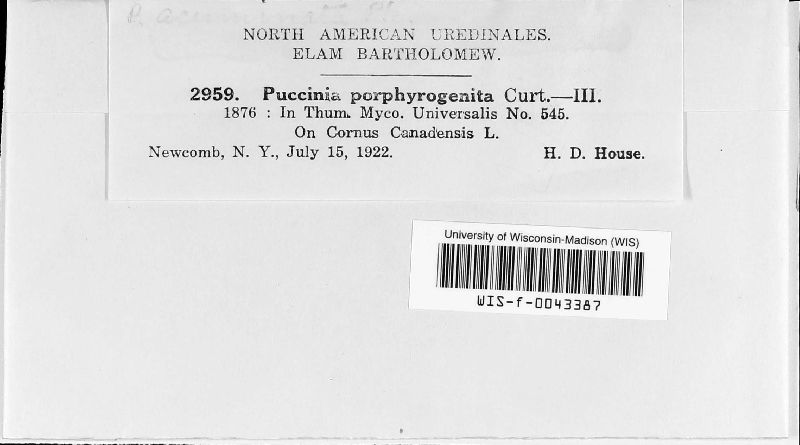 NORTH AMERICAN UREDINALES.
ELAM BARTHOLOMEW.
2959. Puccinia porphyrogenita Curt.—III.
1876 : In Thum. Myco. Universalis No. 545.
On Cornus Canadensis L.
Newcomb, N. Y., July 15, 1922. H. D. House.
University of Wisconsin-Madison (WIS)
WIS-f-0043387